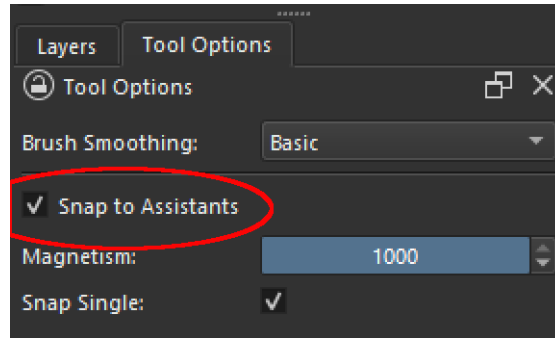 Layers Tool Options
Tool Options
Brush Smoothing: Basic
Snap to Assistants
Magnetism: 1000
Snap Single: